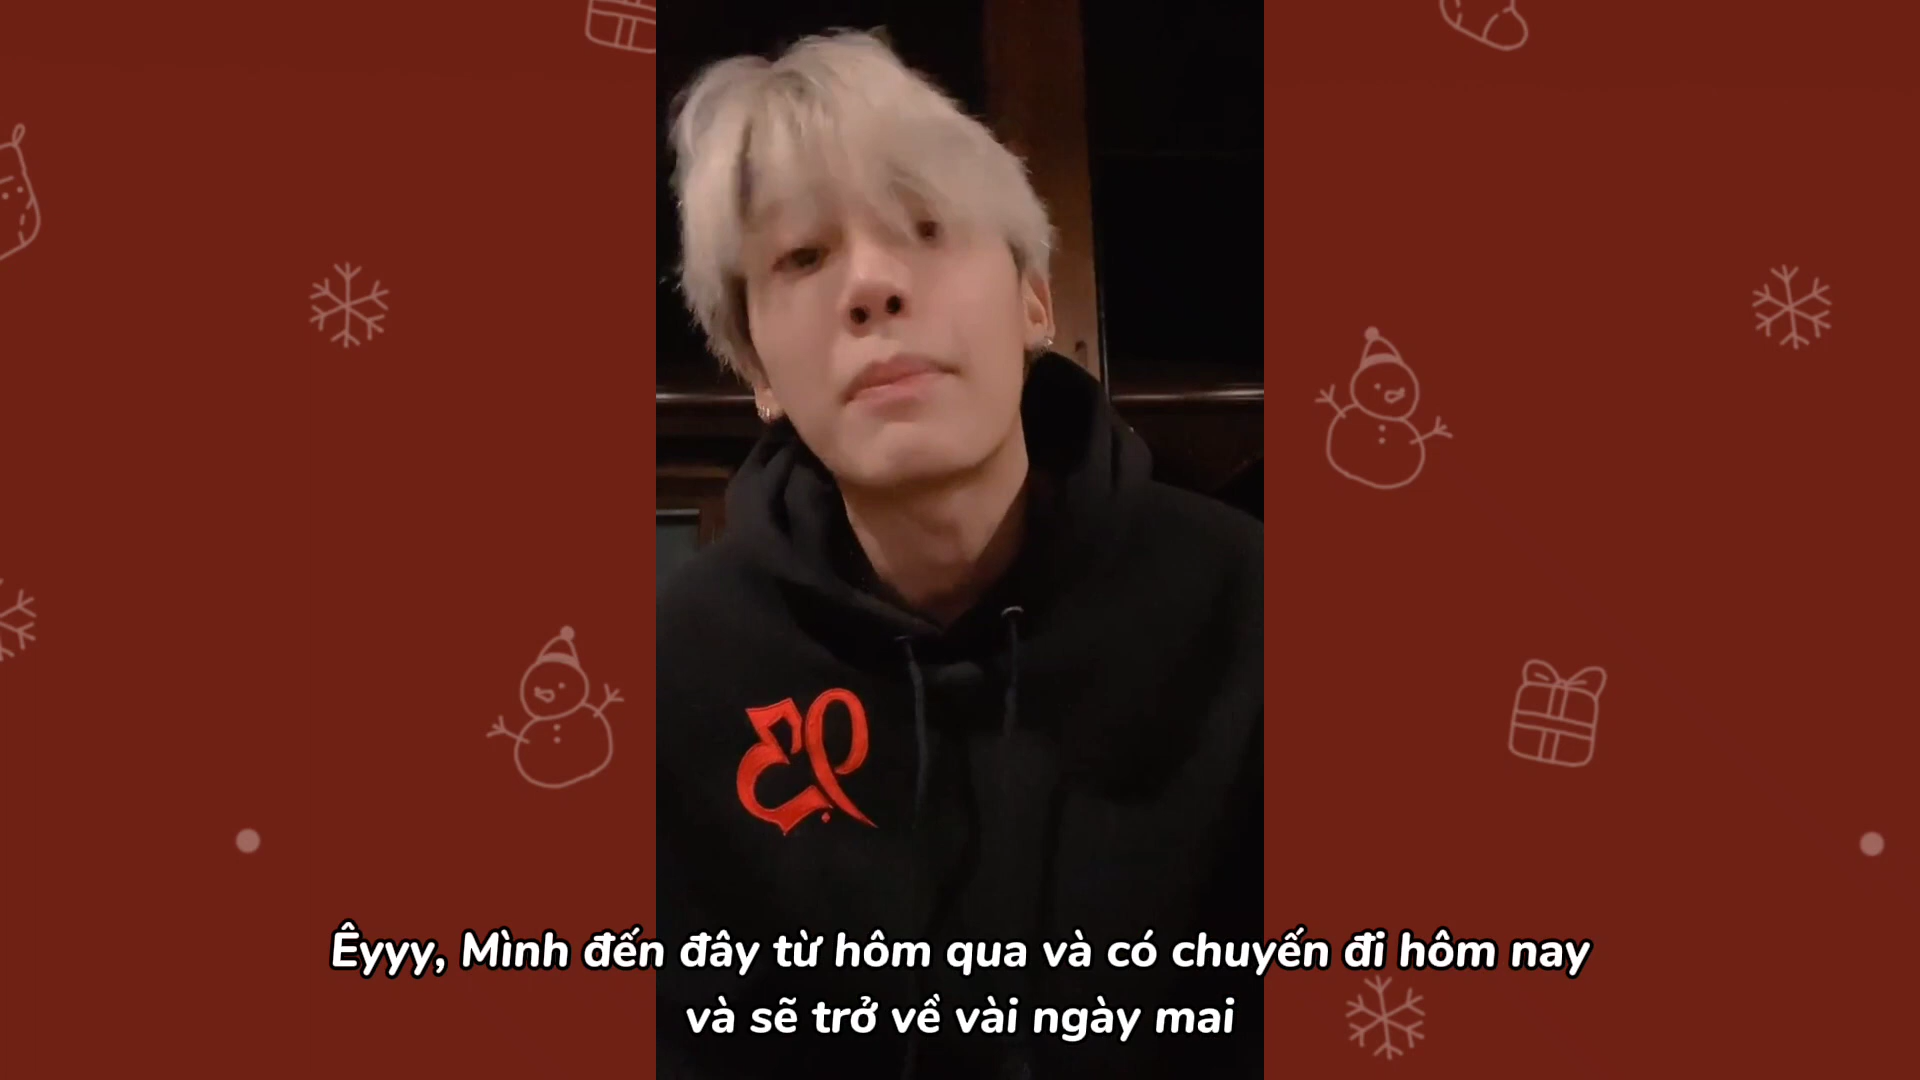 Êyyy, Mình đến đây từ hôm qua và có chuyến đi hôm nay
và sẽ trở về vài ngày mai